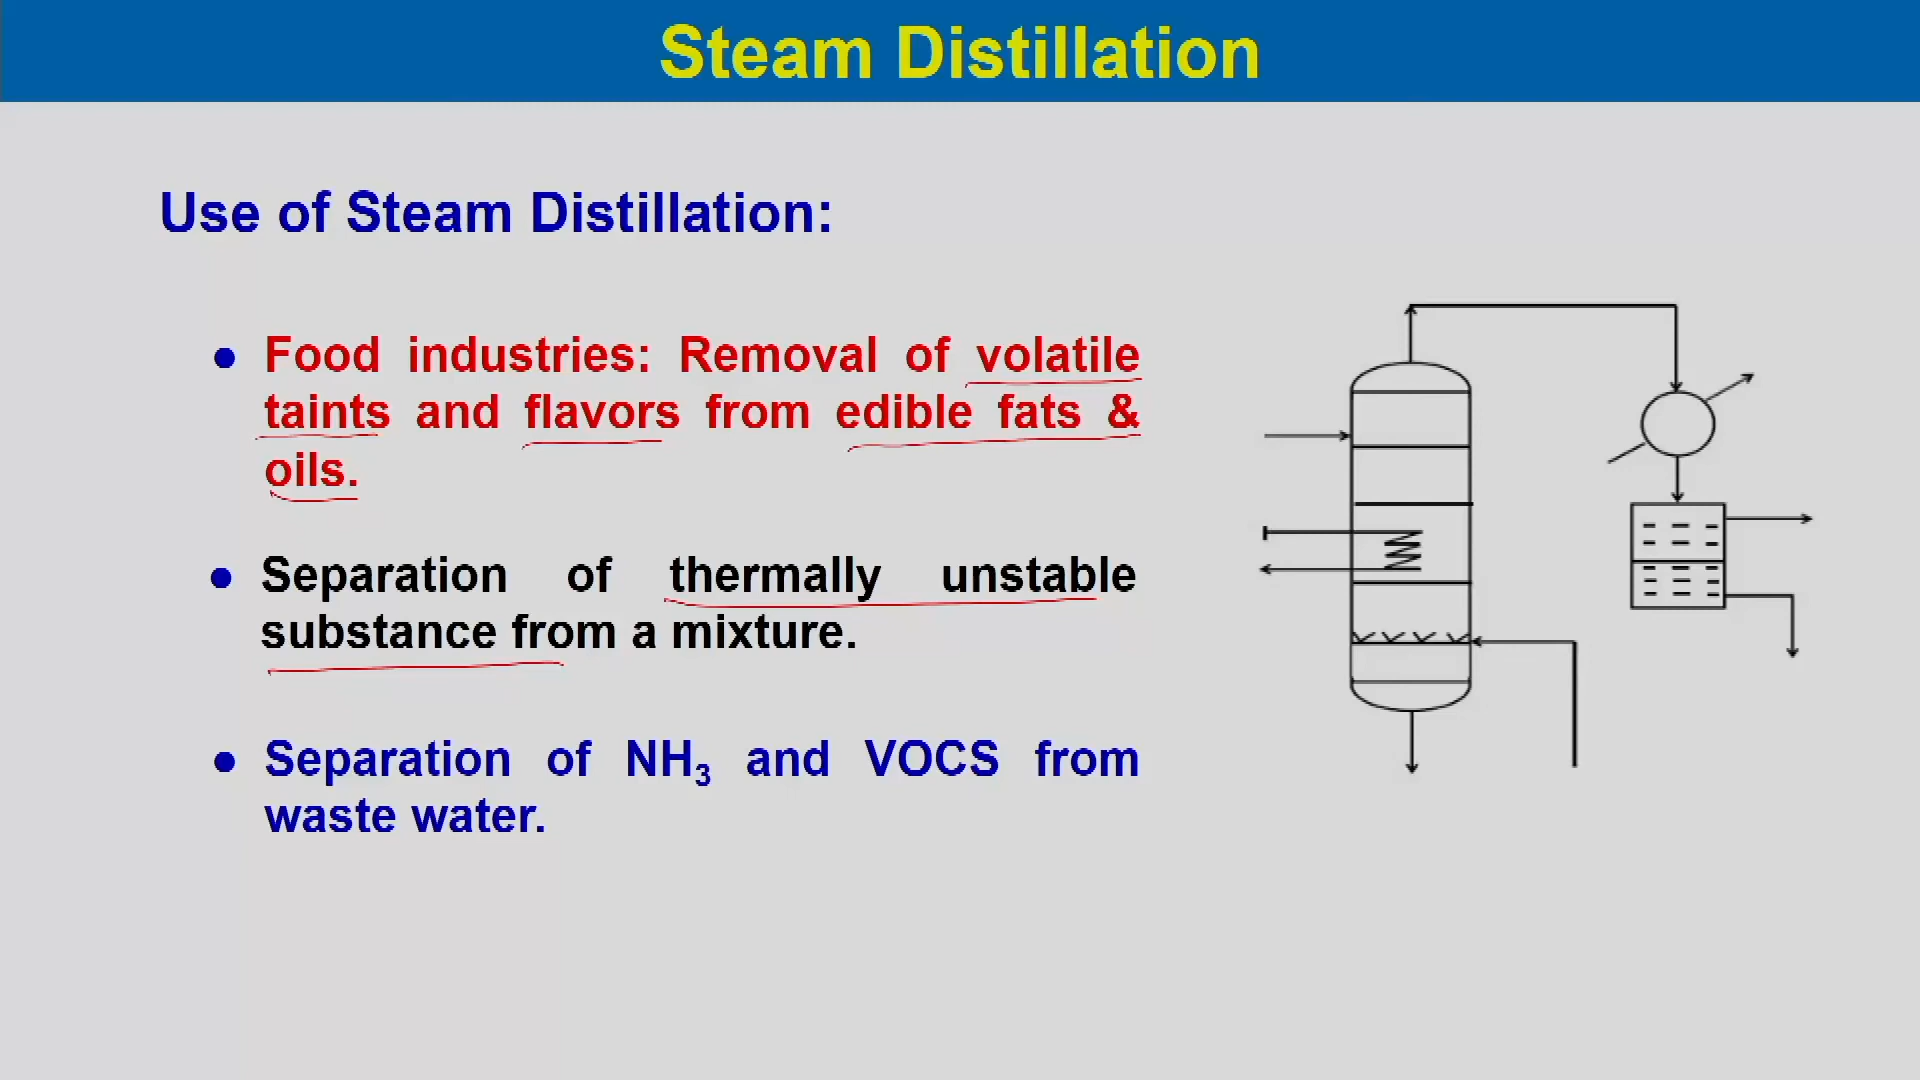 Steam Distillation
Use of Steam Distillation:
● Food industries: Removal of volatile
taints and flavors from edible fats &
oils.
● Separation of thermally unstable
substance from a mixture.
● Separation of NH₃ and VOCS from
waste water.